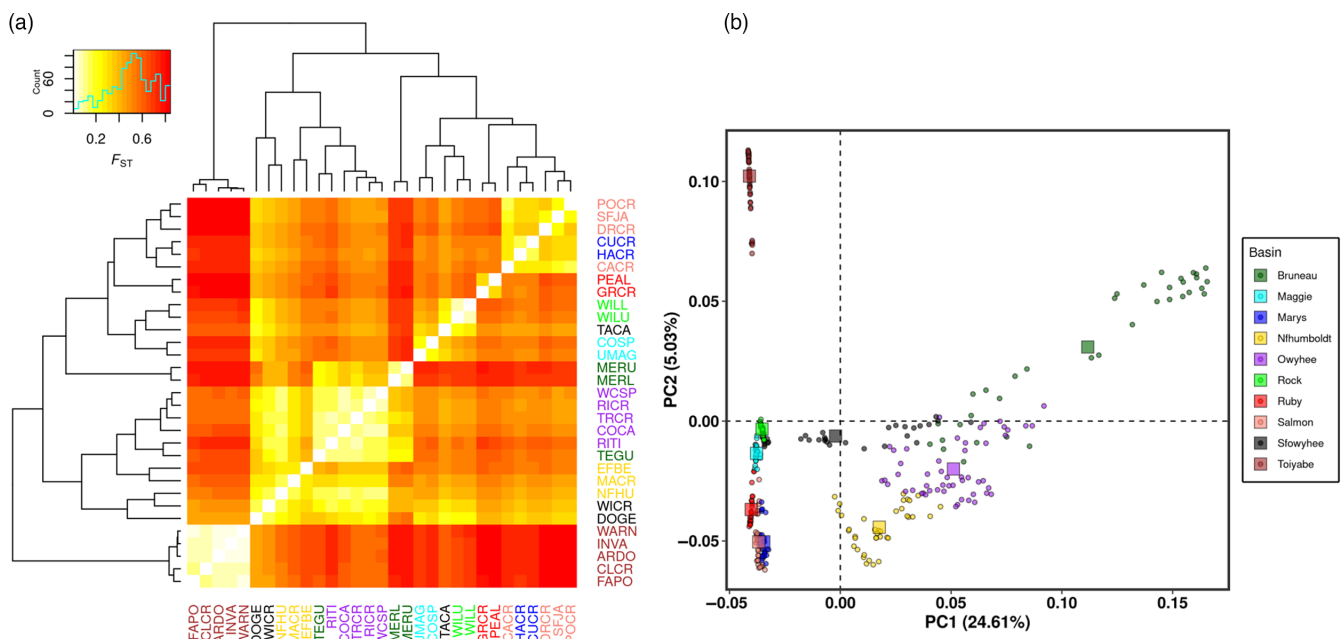 (a)
(b)
Count
0
60
0.2
0.6
FST
POCR
SFJA
DRCR
CUCR
HACR
CACR
PEAL
GRCR
WILL
WILU
TACA
COSP
UMAG
MERU
MERL
WCSP
RICR
TRCR
COCA
RITI
TEGU
EFBE
MACR
NFHU
WICR
DOGE
WARN
INVA
ARDO
CLCR
FAPO
FAPO
CLCR
ARDO
INVA
WARN
DOGE
WICR
NFHU
MACR
EFBE
TEGU
RITI
COCA
TRCR
RICR
WCSP
MERL
MERU
UMAG
COSP
TACA
WILU
WILL
GRCR
PEAL
CACR
HACR
CUCR
DRCR
SFJA
POCR
PC2 (5.03%)
0.10
0.05
0.00
−0.05
−0.05
0.00
0.05
0.10
0.15
PC1 (24.61%)
Basin
Bruneau
Maggie
Marys
Nfhumboldt
Owyhee
Rock
Ruby
Salmon
Sfowyhee
Toiyabe